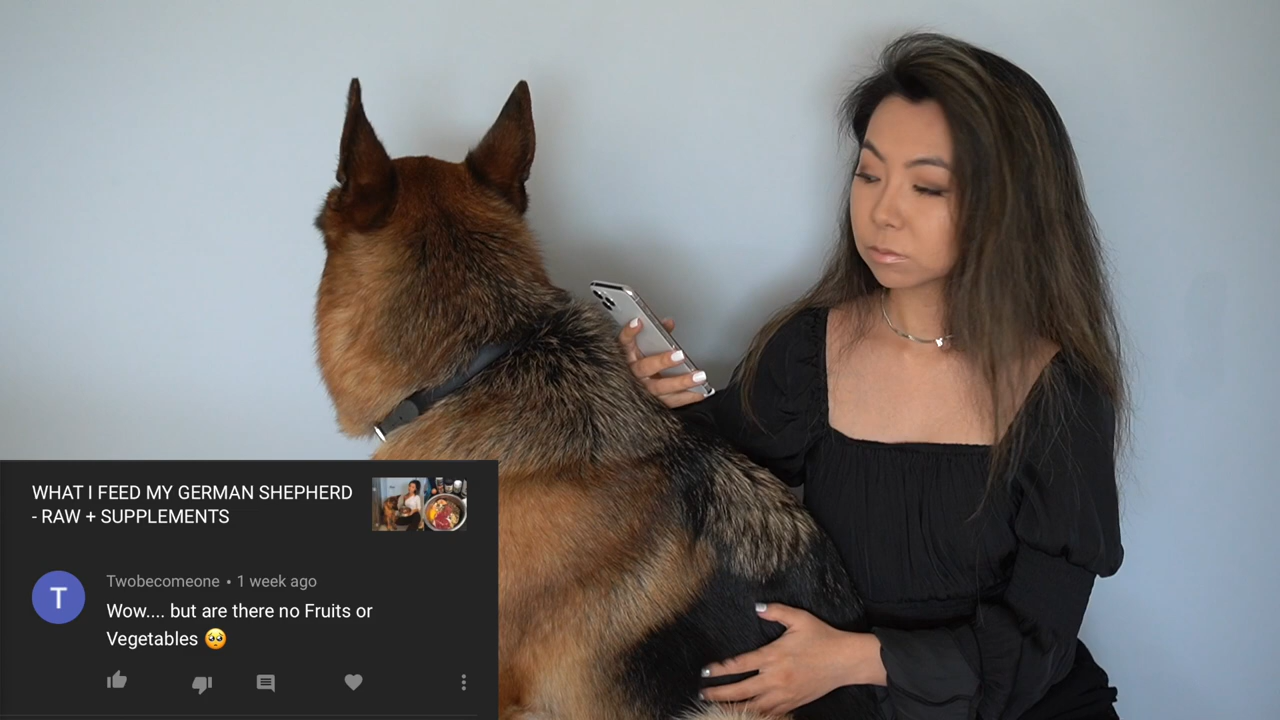 WHAT I FEED MY GERMAN SHEPHERD
- RAW + SUPPLEMENTS
T
Twobecomeone • 1 week ago
Wow.... but are there no Fruits or
Vegetables 🥺